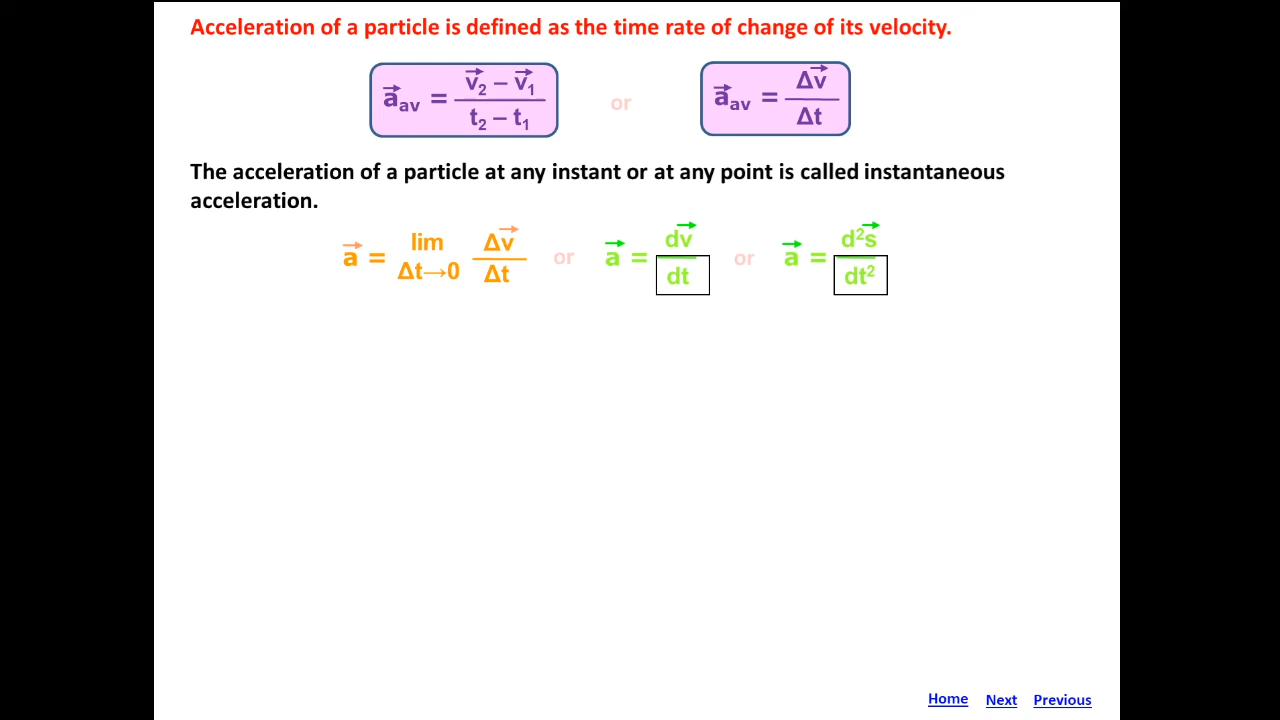 Acceleration of a particle is defined as the time rate of change of its velocity.
a⃗av = (v⃗2 – v⃗1) / (t2 – t1) or a⃗av = Δv⃗ / Δt
The acceleration of a particle at any instant or at any point is called instantaneous
acceleration.
a⃗ = lim Δt→0 Δv⃗ / Δt or a⃗ = dv⃗ / dt or a⃗ = d²s⃗ / dt²
Home Next Previous